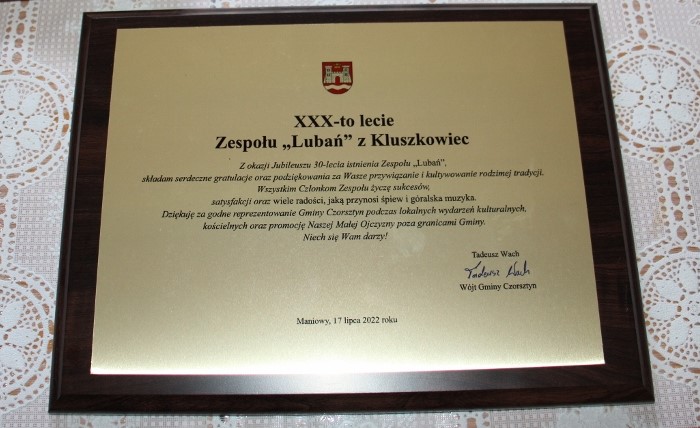 XXX-to lecie
Zespołu „Lubań” z Kluszkowiec
Z okazji Jubileuszu 30-lecia istnienia Zespołu „Lubań”,
składam serdeczne gratulacje oraz podziękowania za Wasze przywiązanie i kultywowanie rodzimej tradycji.
Wszystkim Członkom Zespołu życzę sukcesów,
satysfakcji oraz wiele radości, jaką przynosi śpiew i góralska muzyka.
Dziękuję za godne reprezentowanie Gminy Czorsztyn podczas lokalnych wydarzeń kulturalnych,
kościelnych oraz promocję Naszej Małej Ojczyzny poza granicami Gminy.
Niech się Wam darzy!
Tadeusz Wach
Tadeusz Wach
Wójt Gminy Czorsztyn
Maniowy, 17 lipca 2022 roku